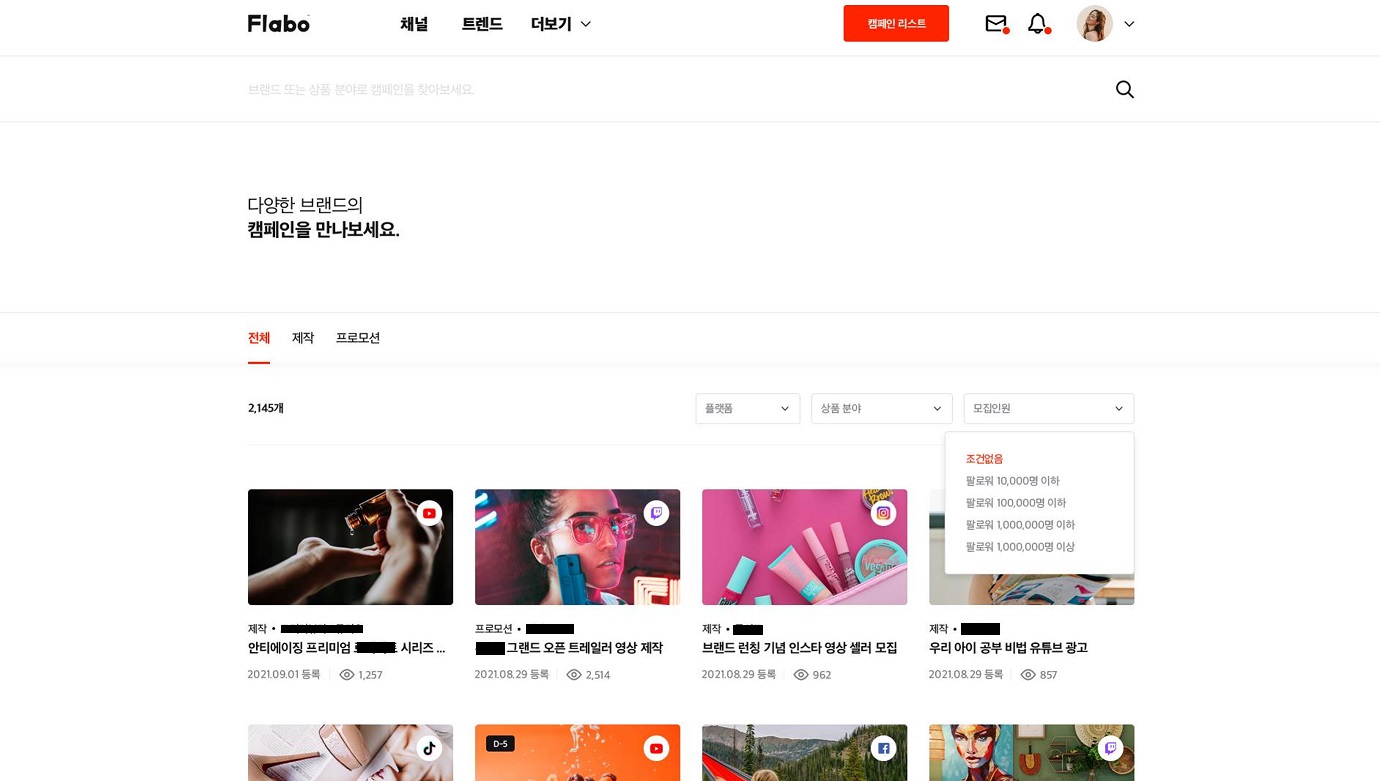 Flabo
채널 트렌드 더보기
캠페인 리스트
브랜드 또는 상품 분야로 캠페인을 찾아보세요.
다양한 브랜드의
캠페인을 만나보세요.
전체 제작 프로모션
2,145개
플랫폼 상품 분야 모집인원
조건없음
팔로워 10,000명 이하
팔로워 100,000명 이하
팔로워 1,000,000명 이하
팔로워 1,000,000명 이상
제작 •
안티에이징 프리미엄 시리즈 ...
2021.09.01 등록 1,257
프로모션 •
그랜드 오픈 트레일러 영상 제작
2021.08.29 등록 2,514
제작 •
브랜드 런칭 기념 인스타 영상 셀러 모집
2021.08.29 등록 962
제작 •
우리 아이 공부 비법 유튜브 광고
2021.08.29 등록 857
D-5